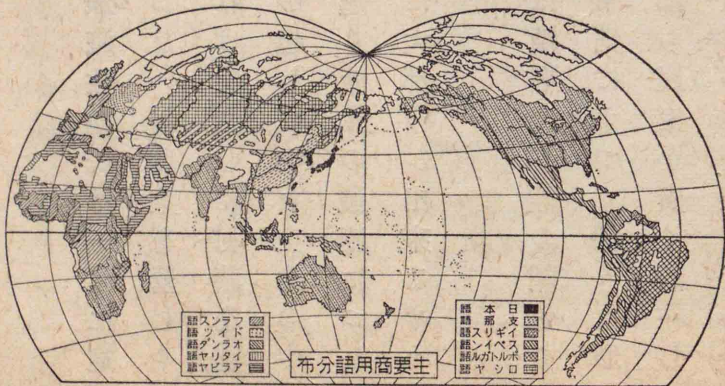 主要商用語分布
日本語
支那語
イギリス語
スペイン語
ポルトガル語
ロシヤ語
フランス語
ドイツ語
オランダ語
イタリヤ語
アラビヤ語